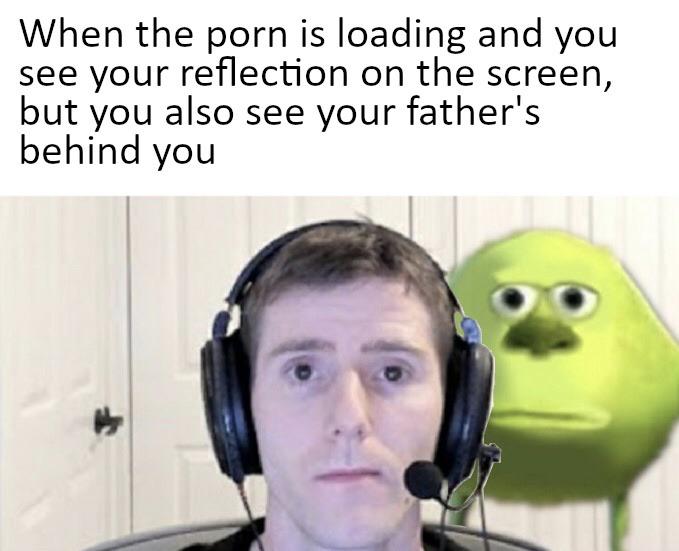 When the porn is loading and you
see your reflection on the screen,
but you also see your father's
behind you